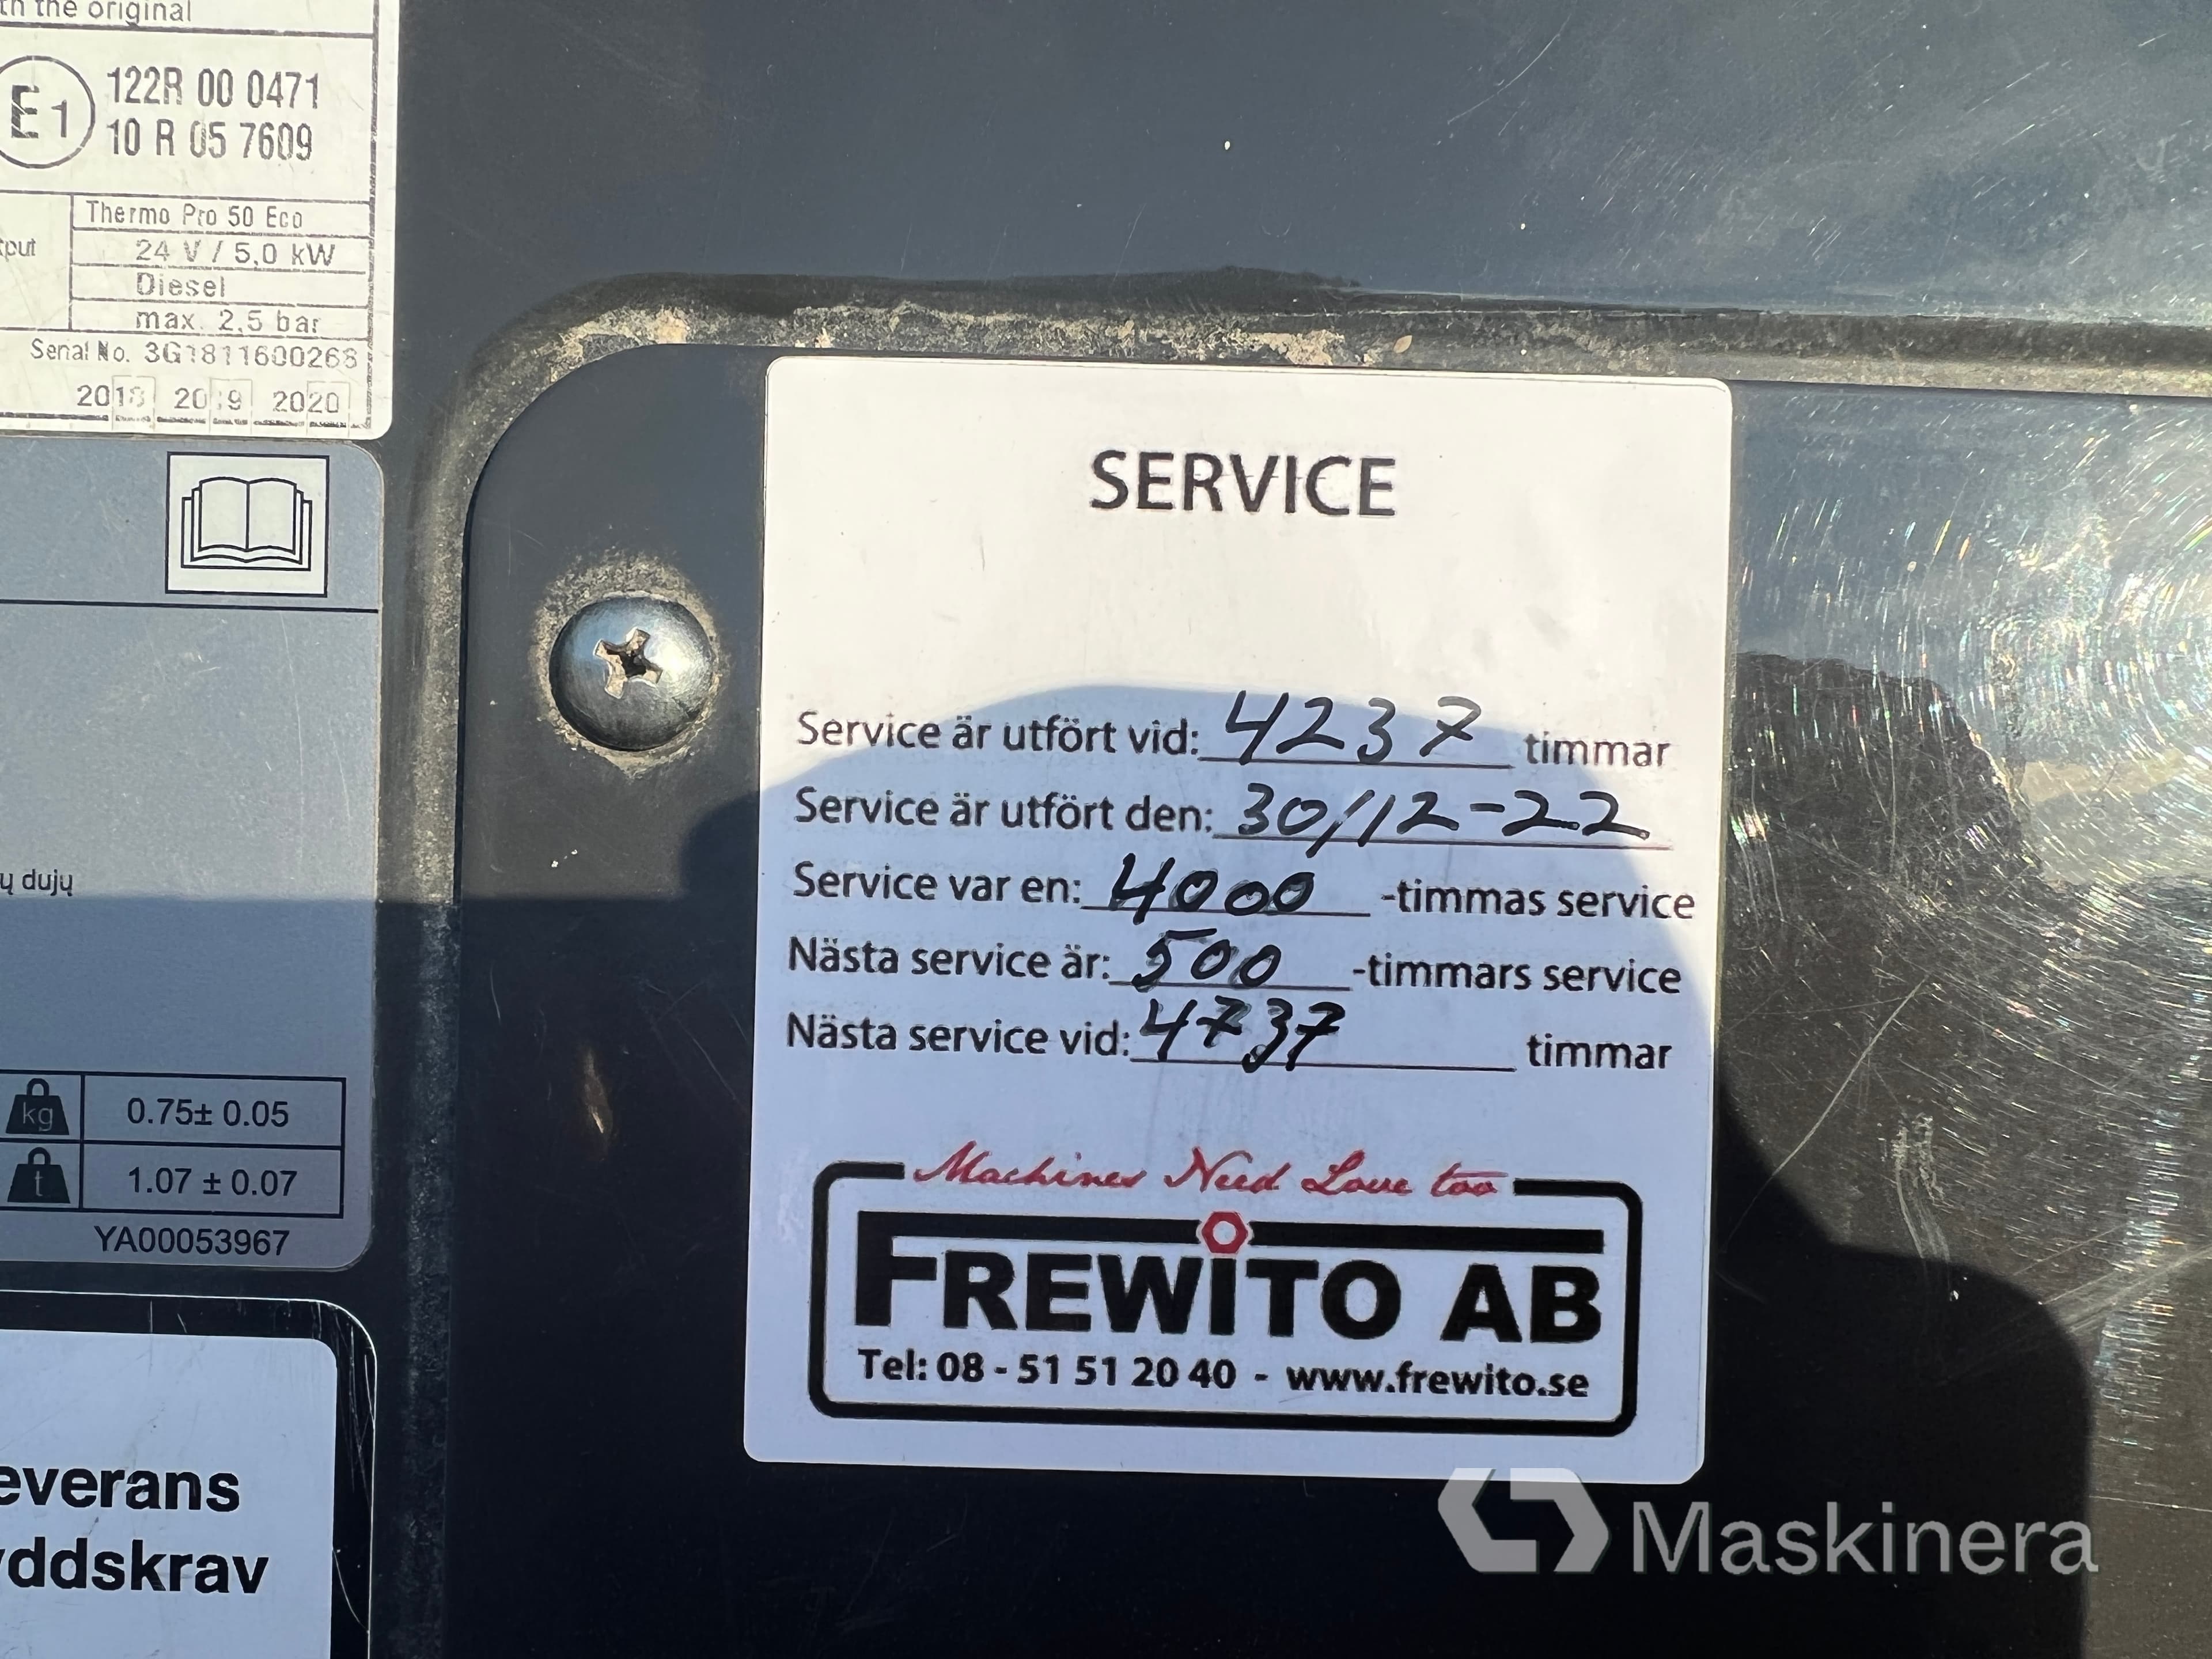 th the original
E1
122R 00 0471
10 R 05 7609
Thermo Pro 50 Eco
24 V / 5,0 kW
Diesel
max. 2,5 bar
Serial No. 3G1811600268
2018 2019 2020
ų dujų
kg 0.75± 0.05
t 1.07 ± 0.07
YA00053967
everans
yddskrav
SERVICE
Service är utfört vid: 4237 timmar
Service är utfört den: 30/12-22
Service var en: 4000 -timmas service
Nästa service är: 500 -timmars service
Nästa service vid: 4737 timmar
Machines Need Love too
FREWITO AB
Tel: 08 - 51 51 20 40 - www.frewito.se
Maskinera